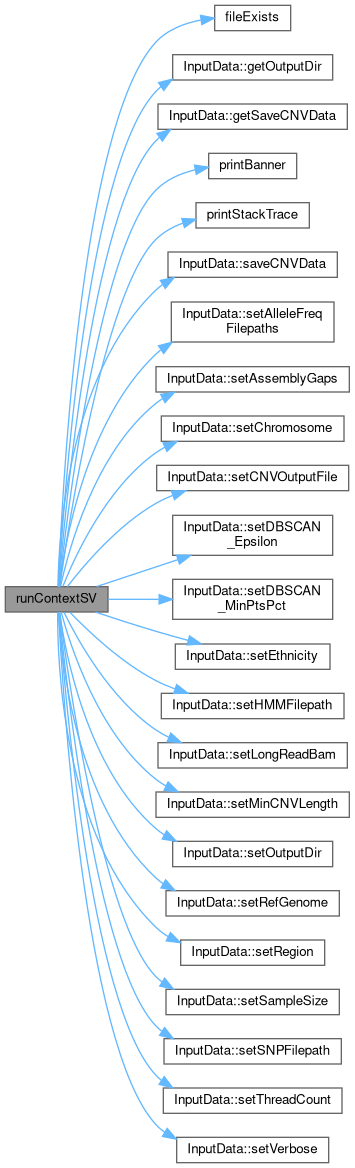 fileExists
InputData::getOutputDir
InputData::getSaveCNVData
printBanner
printStackTrace
InputData::saveCNVData
InputData::setAlleleFreq
Filepaths
InputData::setAssemblyGaps
InputData::setChromosome
InputData::setCNVOutputFile
InputData::setDBSCAN
_Epsilon
runContextSV
InputData::setDBSCAN
_MinPtsPct
InputData::setEthnicity
InputData::setHMMFilepath
InputData::setLongReadBam
InputData::setMinCNVLength
InputData::setOutputDir
InputData::setRefGenome
InputData::setRegion
InputData::setSampleSize
InputData::setSNPFilepath
InputData::setThreadCount
InputData::setVerbose